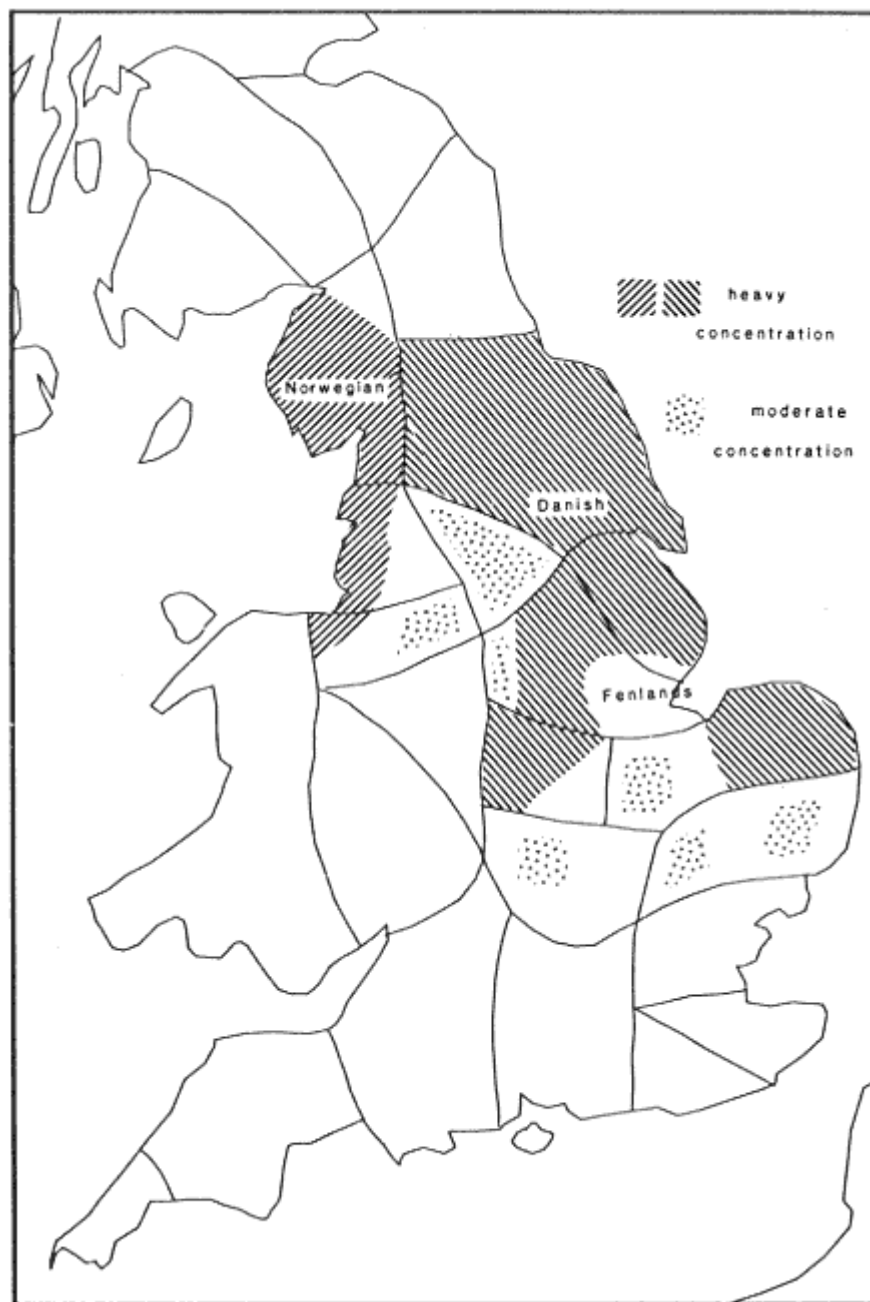 heavy
concentration
Norwegian
moderate
concentration
Danish
Fenlands